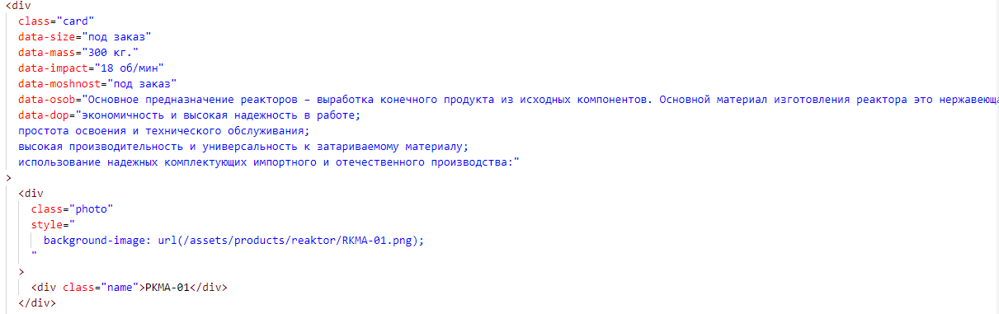 <div
class="card"
data-size="под заказ"
data-mass="300 кг."
data-impact="18 об/мин"
data-moshnost="под заказ"
data-osob="Основное предназначение реакторов – выработка конечного продукта из исходных компонентов. Основной материал изготовления реактора это
data-dop="экономичность и высокая надежность в работе;
простота освоения и технического обслуживания;
высокая производительность и универсальность к затариваемому материалу;
использование надежных комплектующих импортного и отечественного производства:"
>
<div
class="photo"
style="
background-image: url(/assets/products/reaktor/RKMA-01.png);
"
>
<div class="name">РКМА-01</div>
</div>